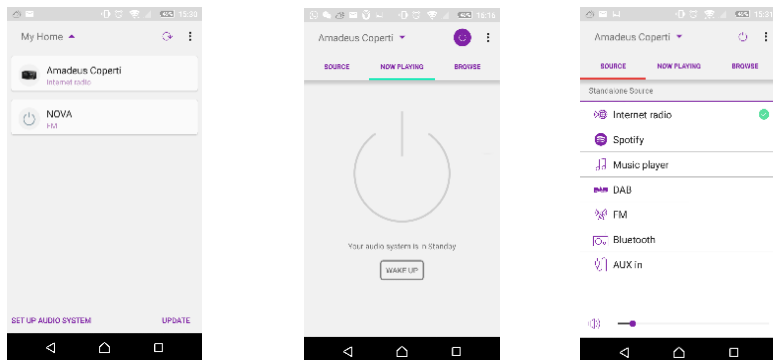 15:30
My Home
Amadeus Coperti
Internet radio
NOVA
FM
SET UP AUDIO SYSTEM
UPDATE
16:16
Amadeus Coperti
SOURCE
NOW PLAYING
BROWSE
Your audio system is in Standby
WAKE UP
15:31
Amadeus Coperti
SOURCE
NOW PLAYING
BROWSE
Standalone Source
Internet radio
Spotify
Music player
DAB
FM
Bluetooth
AUX in